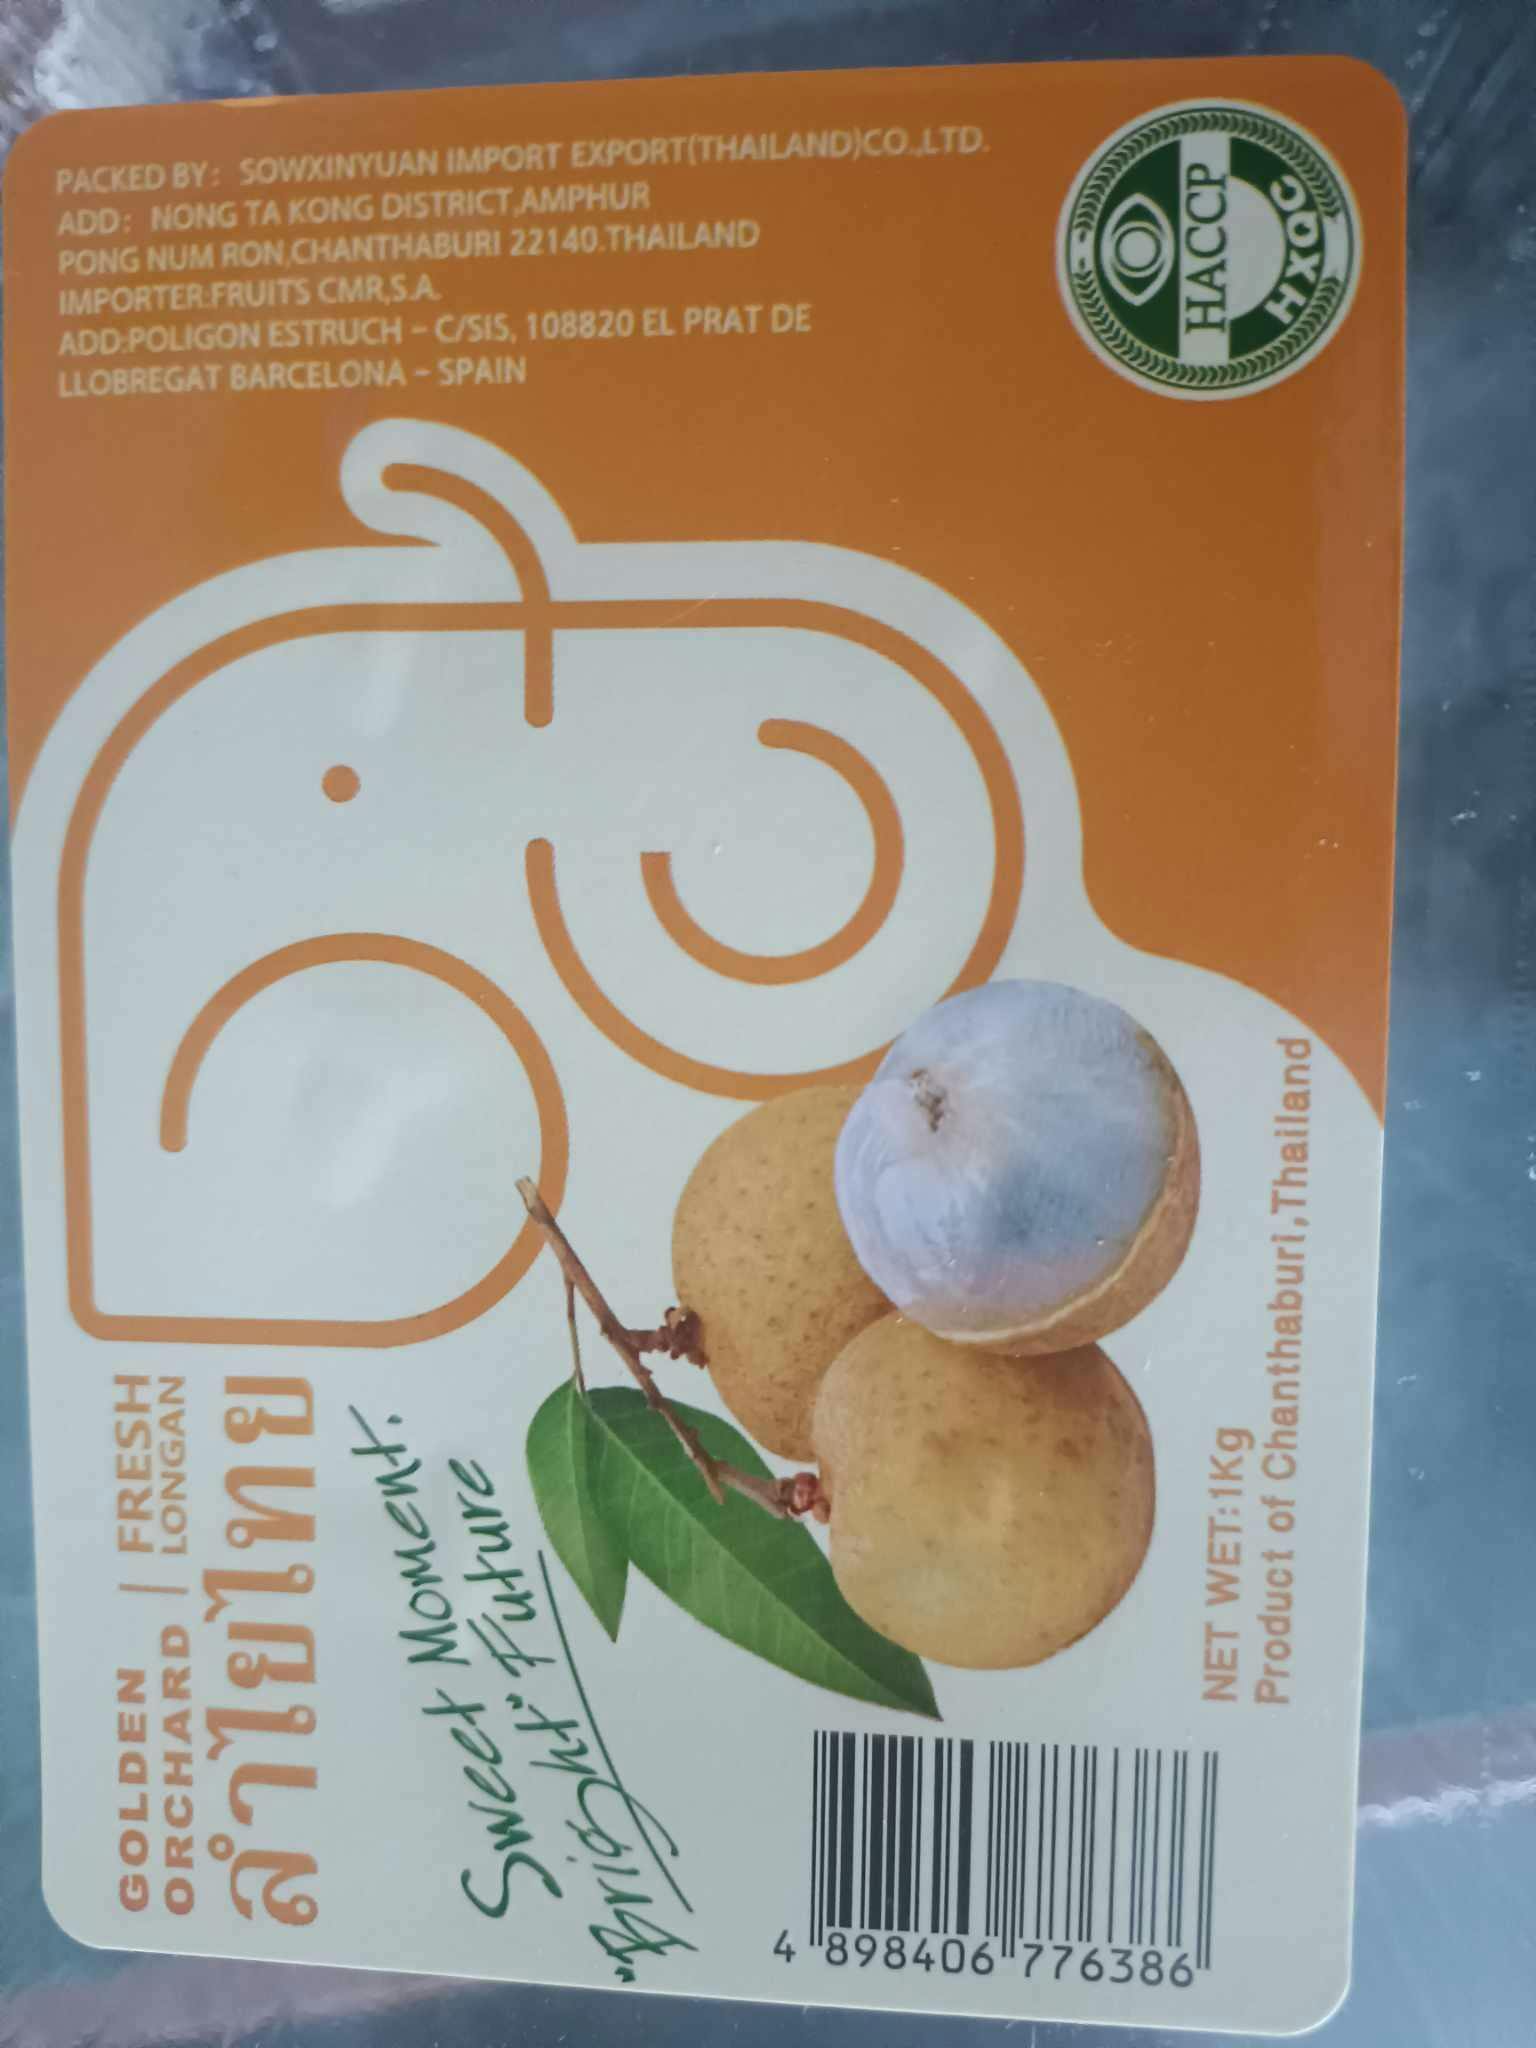 PACKED BY: SOWXINYUAN IMPORT EXPORT(THAILAND)CO.,LTD.
ADD: NONG TA KONG DISTRICT,AMPHUR
PONG NUM RON,CHANTHABURI 22140.THAILAND
IMPORTER:FRUITS CMR,S.A.
ADD:POLIGON ESTRUCH - C/SIS, 108820 EL PRAT DE
LLOBREGAT BARCELONA - SPAIN
HACCP
HXQC
GOLDEN
ORCHARD
FRESH
LONGAN
ลำไยไทย
Sweet Moment.
"Bright" Future
NET WET:1Kg
Product of Chanthaburi,Thailand
4 898406 776386